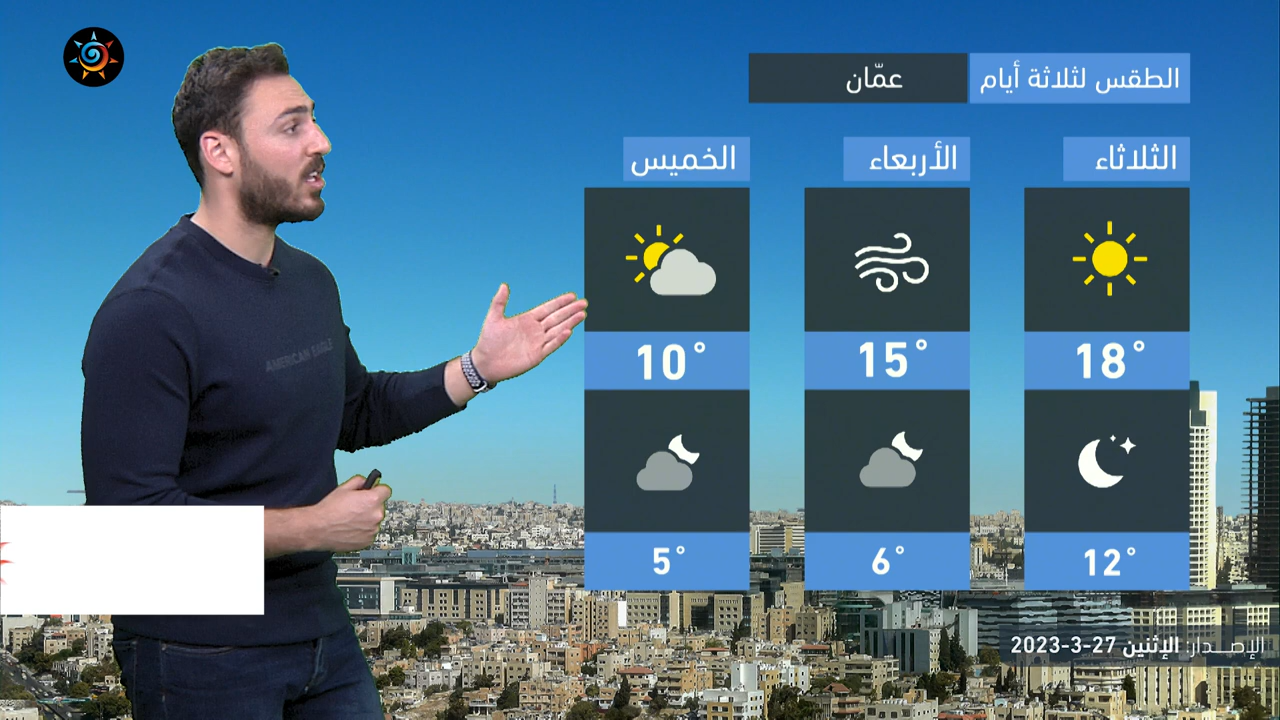 الطقس لثلاثة أيام
عمّان
الثلاثاء
الأربعاء
الخميس
18°
15°
10°
12°
6°
5°
AMERICAN EAGLE
الإصـــدار: الإثنين 27-3-2023